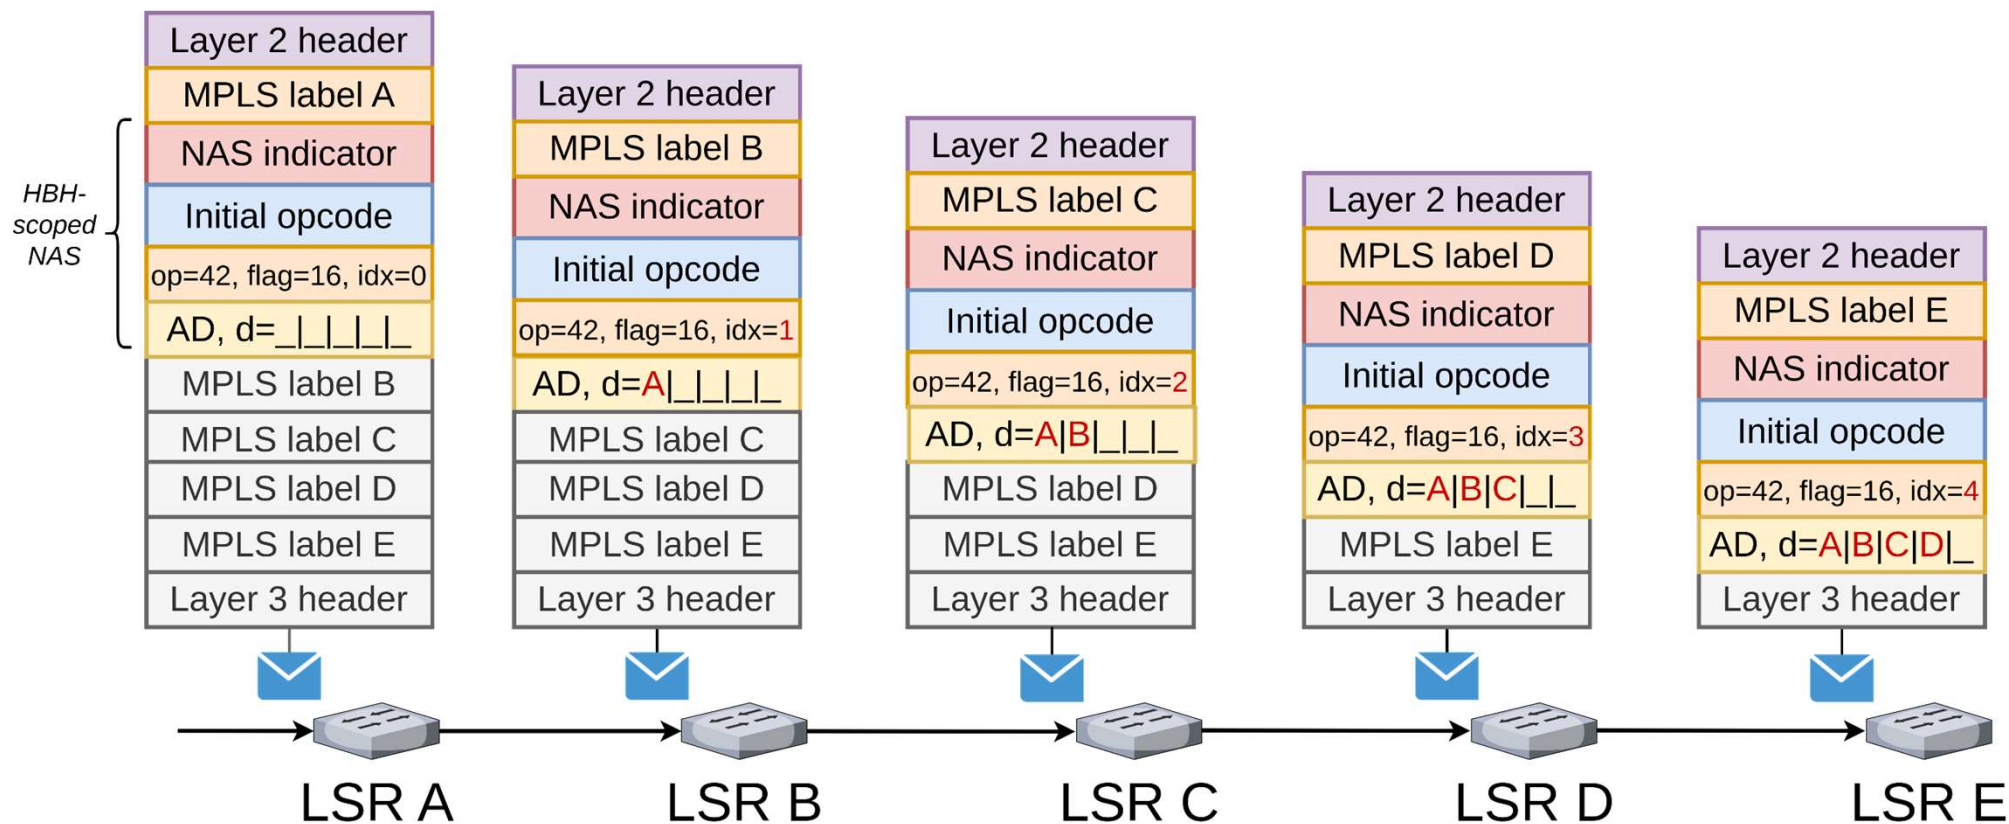 Layer 2 header
MPLS label A
NAS indicator
Initial opcode
op=42, flag=16, idx=0
AD, d=_|_|_|_|_
MPLS label B
MPLS label C
MPLS label D
MPLS label E
Layer 3 header
HBH-
scoped
NAS
Layer 2 header
MPLS label B
NAS indicator
Initial opcode
op=42, flag=16, idx=1
AD, d=A|_|_|_|_
MPLS label C
MPLS label D
MPLS label E
Layer 3 header
Layer 2 header
MPLS label C
NAS indicator
Initial opcode
op=42, flag=16, idx=2
AD, d=A|B|_|_|_
MPLS label D
MPLS label E
Layer 3 header
Layer 2 header
MPLS label D
NAS indicator
Initial opcode
op=42, flag=16, idx=3
AD, d=A|B|C|_|_
MPLS label E
Layer 3 header
Layer 2 header
MPLS label E
NAS indicator
Initial opcode
op=42, flag=16, idx=4
AD, d=A|B|C|D|_
Layer 3 header
LSR A
LSR B
LSR C
LSR D
LSR E